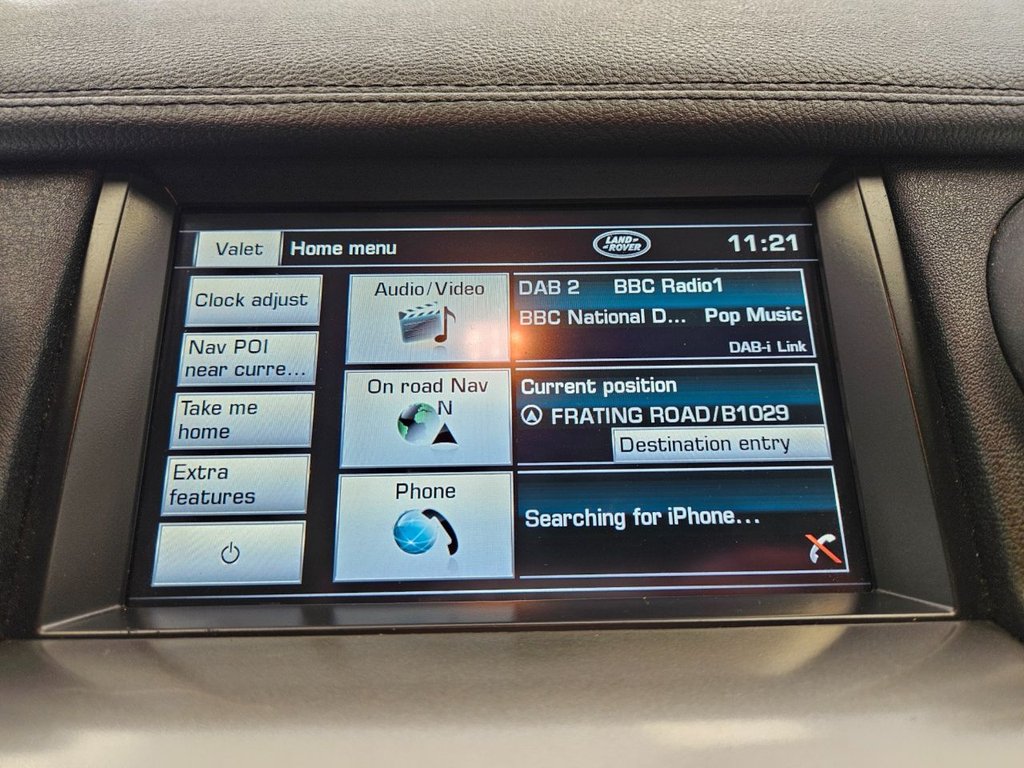 Valet
Home menu
LAND-
-ROVER
11:21
Clock adjust
Nav POI
near curre...
Take me
home
Extra
features
Audio/Video
On road Nav
N
Phone
DAB 2 BBC Radio1
BBC National D... Pop Music
DAB-i Link
Current position
FRATING ROAD/B1029
Destination entry
Searching for iPhone...